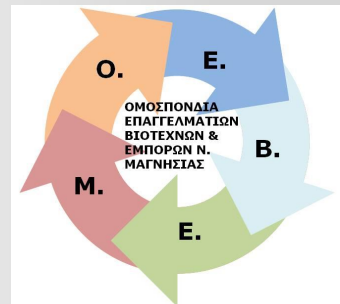 Ο.
Ε.
ΟΜΟΣΠΟΝΔΙΑ
ΕΠΑΓΓΕΛΜΑΤΙΩΝ
ΒΙΟΤΕΧΝΩΝ &
ΕΜΠΟΡΩΝ Ν.
ΜΑΓΝΗΣΙΑΣ
Β.
Ε.
Μ.